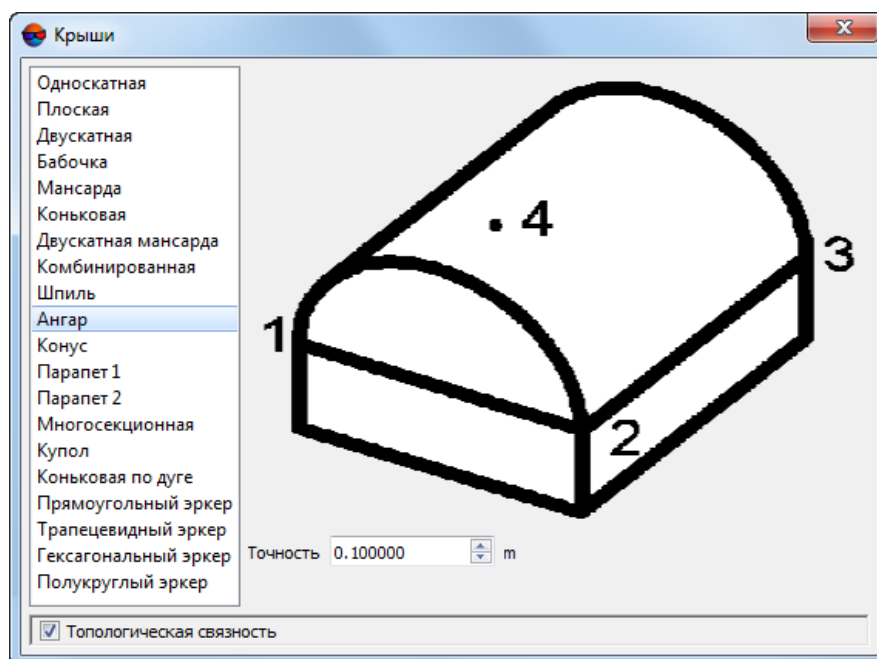 Крыши
x
Односкатная
Плоская
Двускатная
Бабочка
Мансарда
Коньковая
Двускатная мансарда
Комбинированная
Шпиль
Ангар
Конус
Парапет 1
Парапет 2
Многосекционная
Купол
Коньковая по дуге
Прямоугольный эркер
Трапецевидный эркер
Гексагональный эркер
Полукруглый эркер
4
3
1
2
Точность 0.100000 m
Топологическая связность